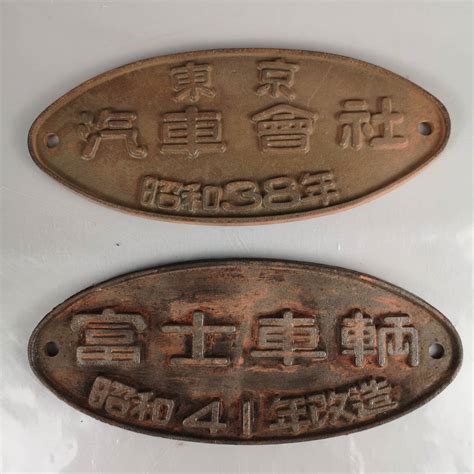 東京
汽車會社
昭和38年
富士車輌
昭和41年改造